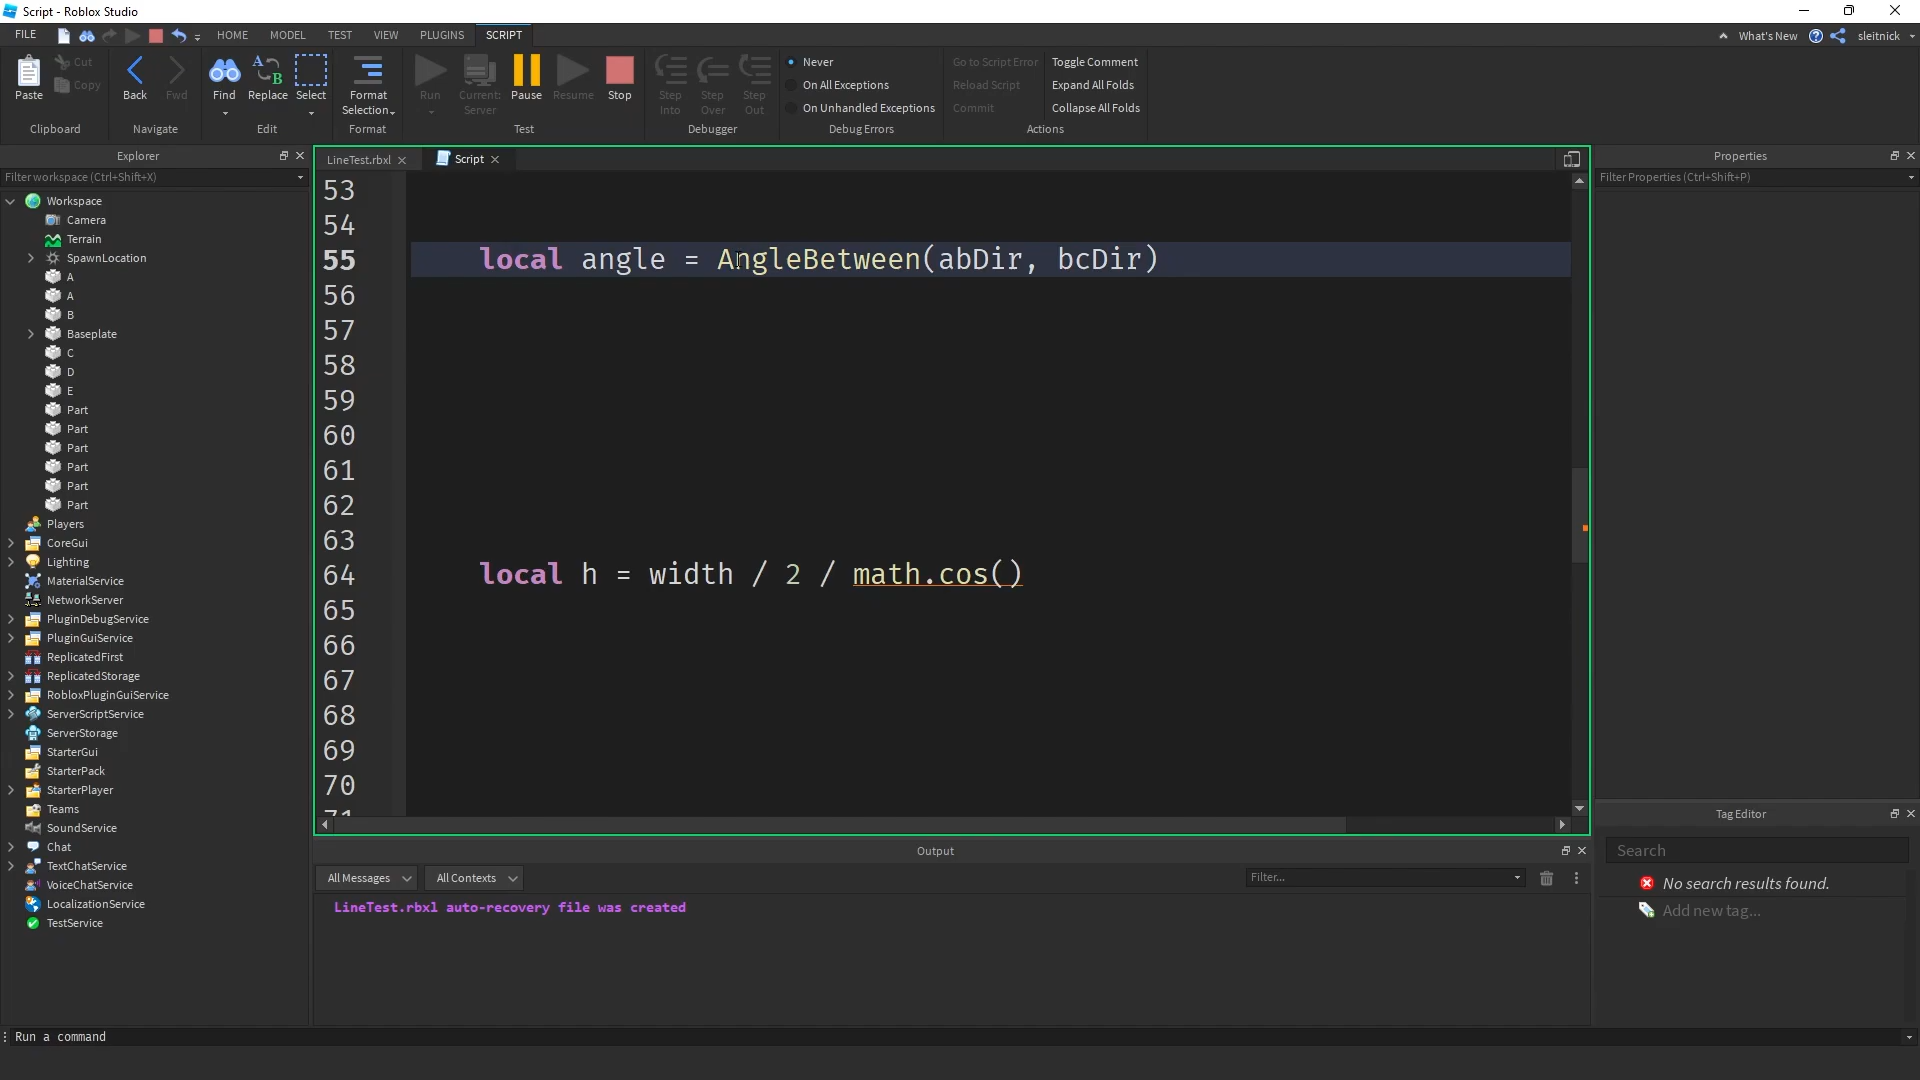 Script - Roblox Studio
FILE
HOME
MODEL
TEST
VIEW
PLUGINS
SCRIPT
What's New
sleitnick
Paste
Cut
Copy
Clipboard
Back
Fwd
Navigate
Find
Replace
Select
Edit
Format
Selection
Format
Run
Current:
Server
Pause
Resume
Stop
Test
Step
Into
Step
Over
Step
Out
Debugger
Never
On All Exceptions
On Unhandled Exceptions
Debug Errors
Go to Script Error
Reload Script
Commit
Toggle Comment
Expand All Folds
Collapse All Folds
Actions
Explorer
Filter workspace (Ctrl+Shift+X)
Workspace
Camera
Terrain
SpawnLocation
A
A
B
Baseplate
C
D
E
Part
Part
Part
Part
Part
Part
Players
CoreGui
Lighting
MaterialService
NetworkServer
PluginDebugService
PluginGuiService
ReplicatedFirst
ReplicatedStorage
RobloxPluginGuiService
ServerScriptService
ServerStorage
StarterGui
StarterPack
StarterPlayer
Teams
SoundService
Chat
TextChatService
VoiceChatService
LocalizationService
TestService
LineTest.rbxl
Script
53
54
55 local angle = AngleBetween(abDir, bcDir)
56
57
58
59
60
61
62
63
64 local h = width / 2 / math.cos()
65
66
67
68
69
70
71
Output
All Messages
All Contexts
Filter...
LineTest.rbxl auto-recovery file was created
Properties
Filter Properties (Ctrl+Shift+P)
Tag Editor
Search
No search results found.
Add new tag...
Run a command